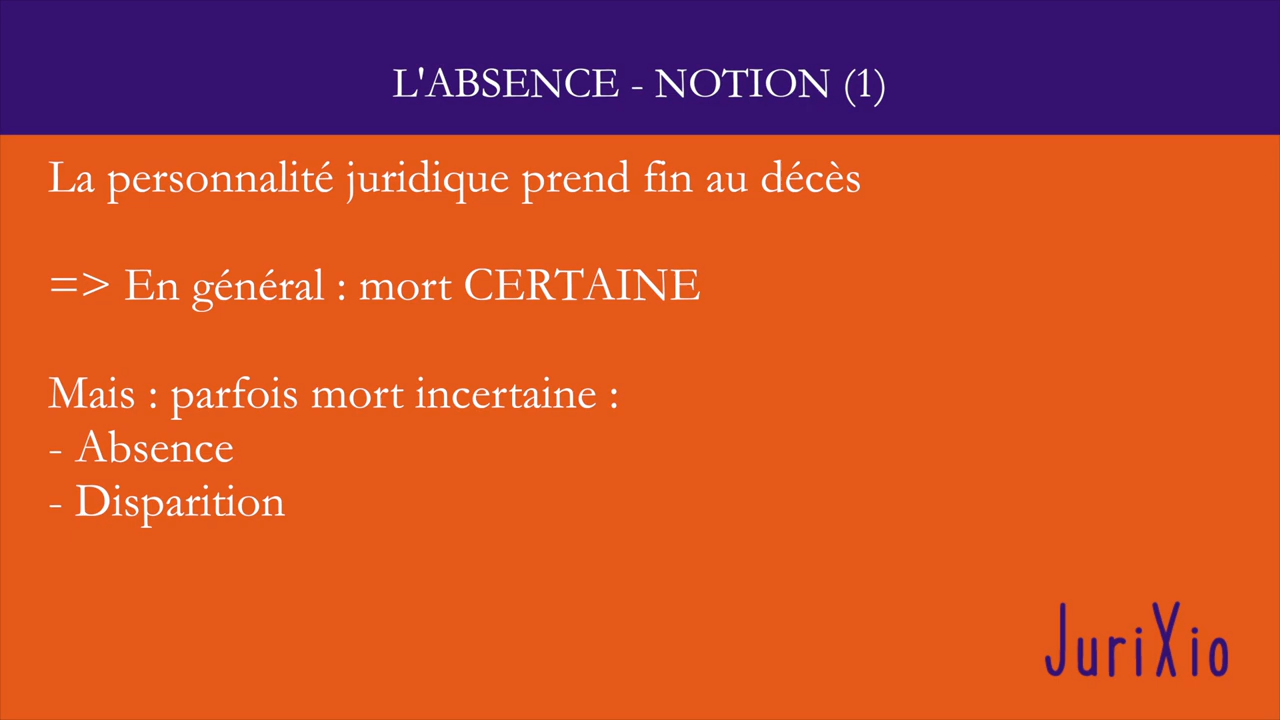 L'ABSENCE - NOTION (1)
La personnalité juridique prend fin au décès
=> En général : mort CERTAINE
Mais : parfois mort incertaine :
- Absence
- Disparition
JuriXio